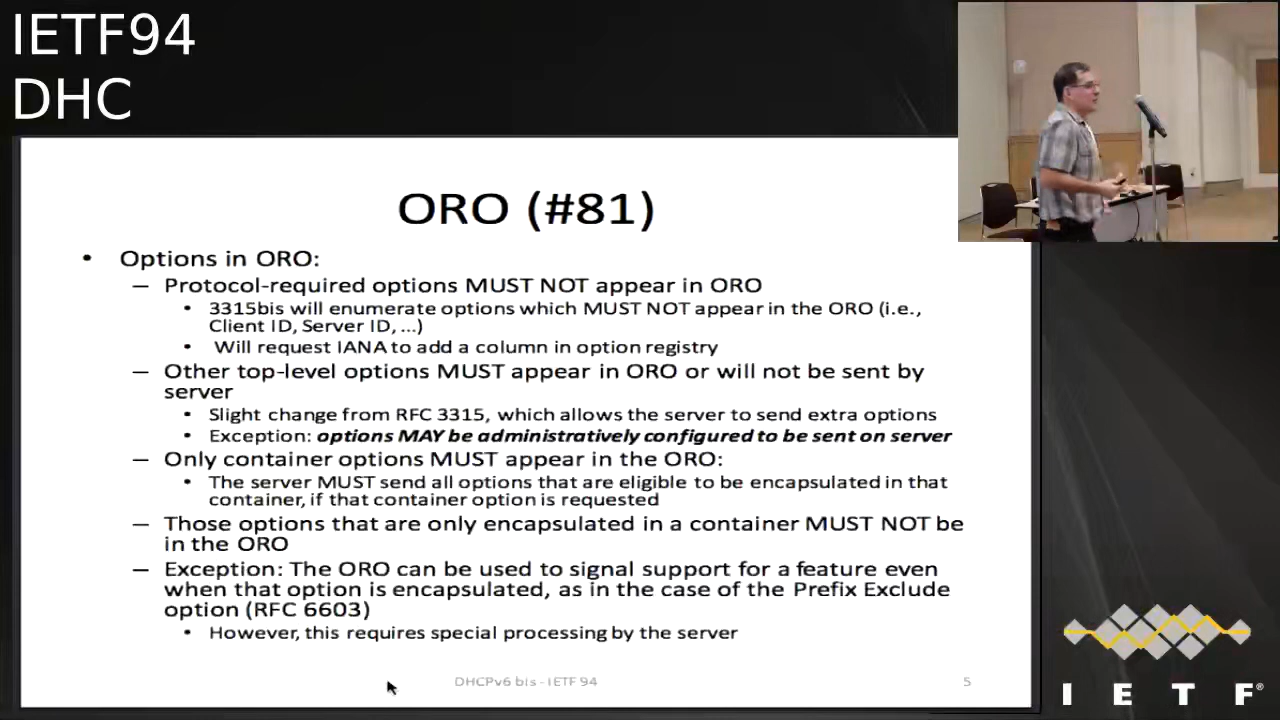 IETF94
DHC
ORO (#81)
• Options in ORO:
– Protocol-required options MUST NOT appear in ORO
• 3315bis will enumerate options which MUST NOT appear in the ORO (i.e.,
Client ID, Server ID, ...)
• Will request IANA to add a column in option registry
– Other top-level options MUST appear in ORO or will not be sent by
server
• Slight change from RFC 3315, which allows the server to send extra options
• Exception: options MAY be administratively configured to be sent on server
– Only container options MUST appear in the ORO:
• The server MUST send all options that are eligible to be encapsulated in that
container, if that container option is requested
– Those options that are only encapsulated in a container MUST NOT be
in the ORO
– Exception: The ORO can be used to signal support for a feature even
when that option is encapsulated, as in the case of the Prefix Exclude
option (RFC 6603)
• However, this requires special processing by the server
DHCPv6 bis - IETF 94
5
I E T F®